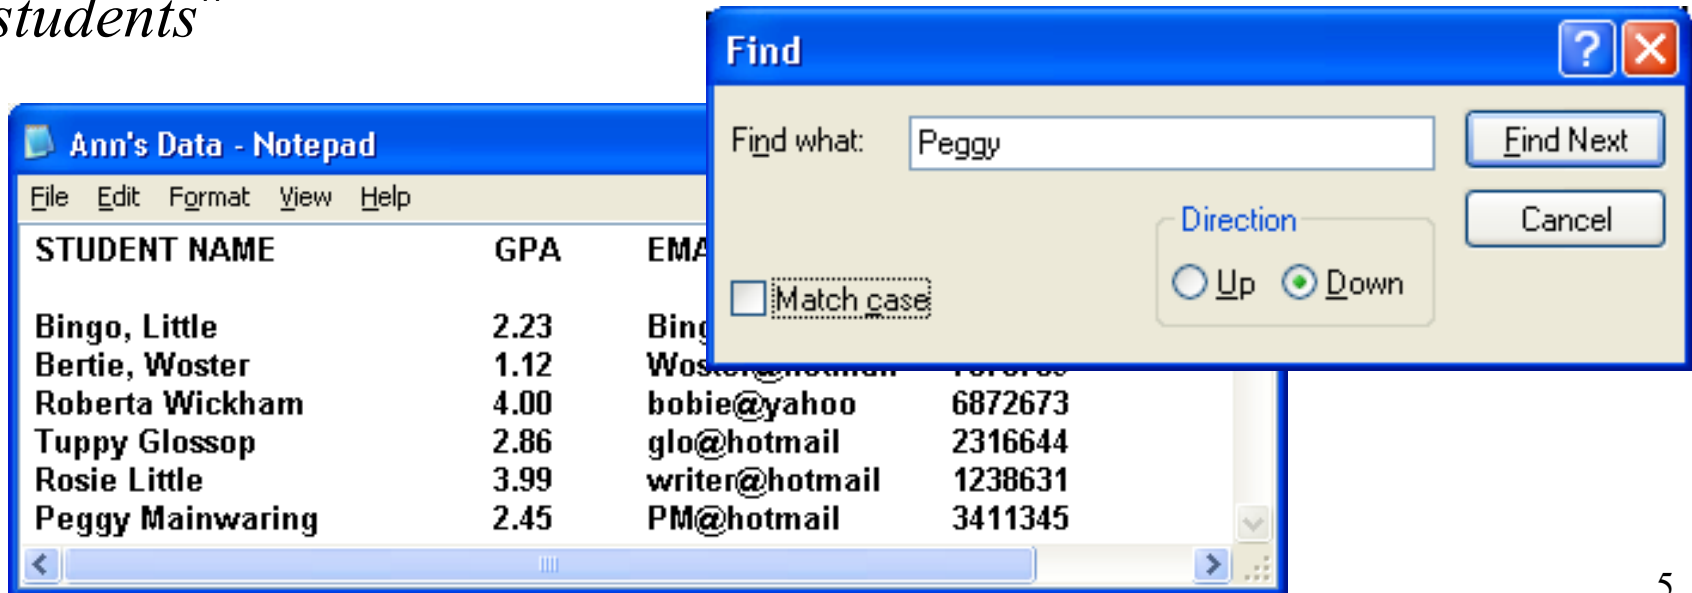 students"
Find
Find what: Peggy Find Next
Cancel
Direction
Up Down
Match case
Ann's Data - Notepad
File Edit Format View Help
STUDENT NAME GPA
Bingo, Little 2.23
Bertie, Woster 1.12
Roberta Wickham 4.00 bobie@yahoo 6872673
Tuppy Glossop 2.86 glo@hotmail 2316644
Rosie Little 3.99 writer@hotmail 1238631
Peggy Mainwaring 2.45 PM@hotmail 3411345
5